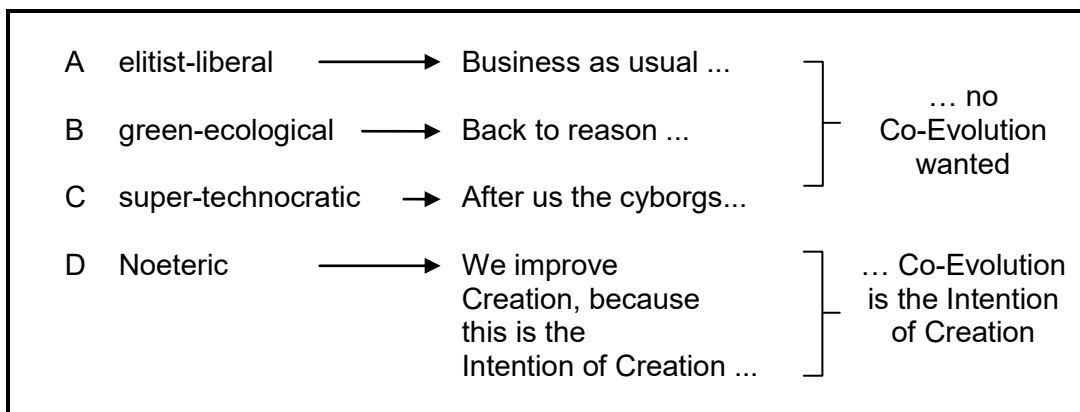 A elitist-liberal Business as usual ...
B green-ecological Back to reason ...
C super-technocratic After us the cyborgs...
… no
Co-Evolution
wanted
D Noeteric We improve
Creation, because
this is the
Intention of Creation ...
… Co-Evolution
is the Intention
of Creation